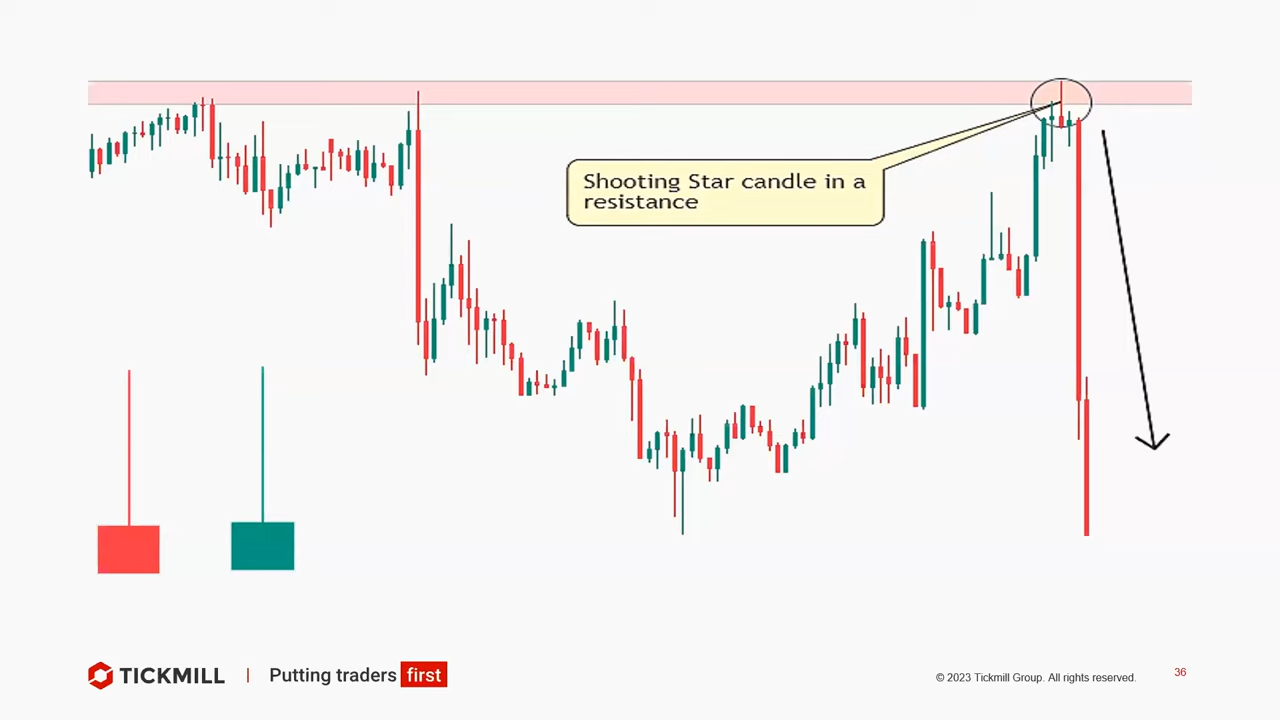 Shooting Star candle in a
resistance
TICKMILL | Putting traders first
© 2023 Tickmill Group. All rights reserved.
36